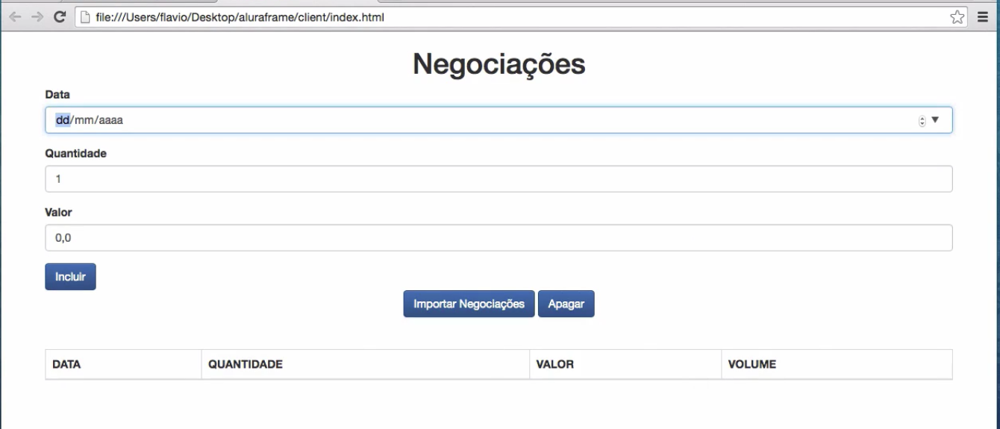 file:///Users/flavio/Desktop/aluraframe/client/index.html
Negociações
Data
dd/mm/aaaa
Quantidade
1
Valor
0,0
Incluir
Importar Negociações Apagar
DATA QUANTIDADE VALOR VOLUME